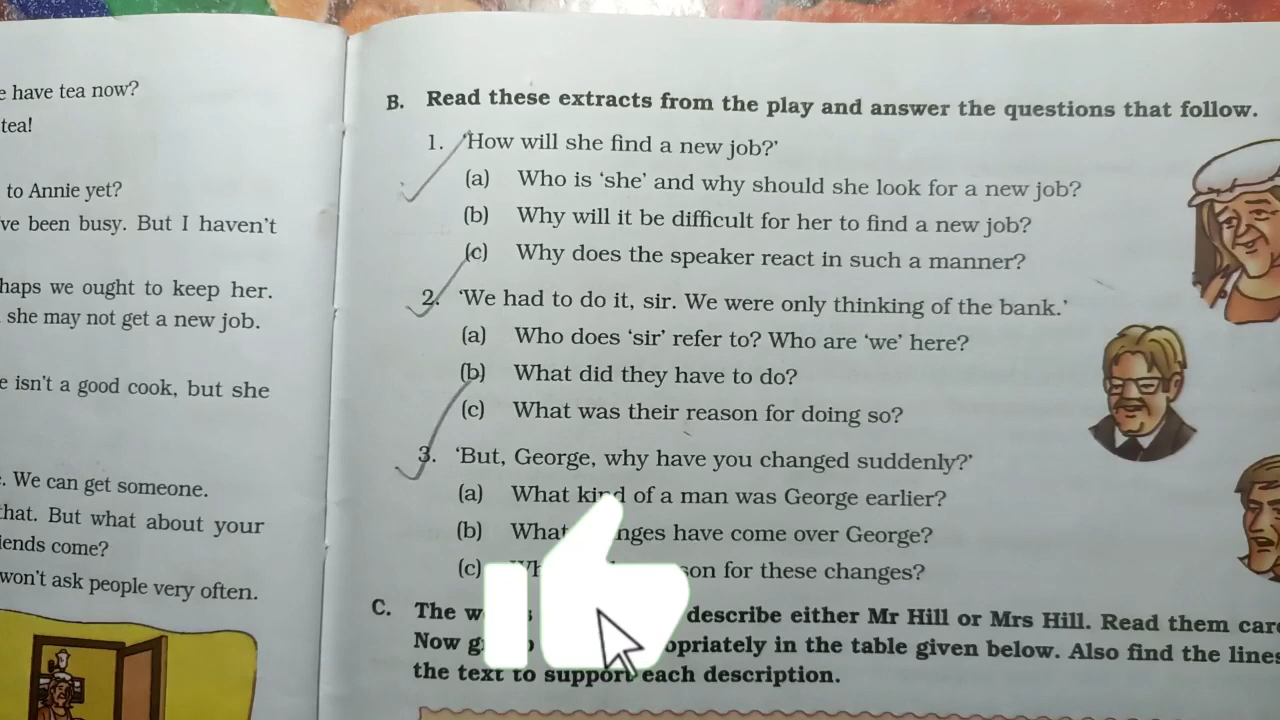 e have tea now?
tea!
to Annie yet?
've been busy. But I haven't
haps we ought to keep her.
she may not get a new job.
e isn't a good cook, but she
. We can get someone.
hat. But what about your
iends come?
won't ask people very often.
B. Read these extracts from the play and answer the questions that follow.
1. 'How will she find a new job?'
(a) Who is 'she' and why should she look for a new job?
(b) Why will it be difficult for her to find a new job?
(c) Why does the speaker react in such a manner?
2. 'We had to do it, sir. We were only thinking of the bank.'
(a) Who does 'sir' refer to? Who are 'we' here?
(b) What did they have to do?
(c) What was their reason for doing so?
3. 'But, George, why have you changed suddenly?'
(a) What kind of a man was George earlier?
(b) What nges have come over George?
(c) son for these changes?
C. The describe either Mr Hill or Mrs Hill. Read them care
Now opriately in the table given below. Also find the lines
the text to support each description.